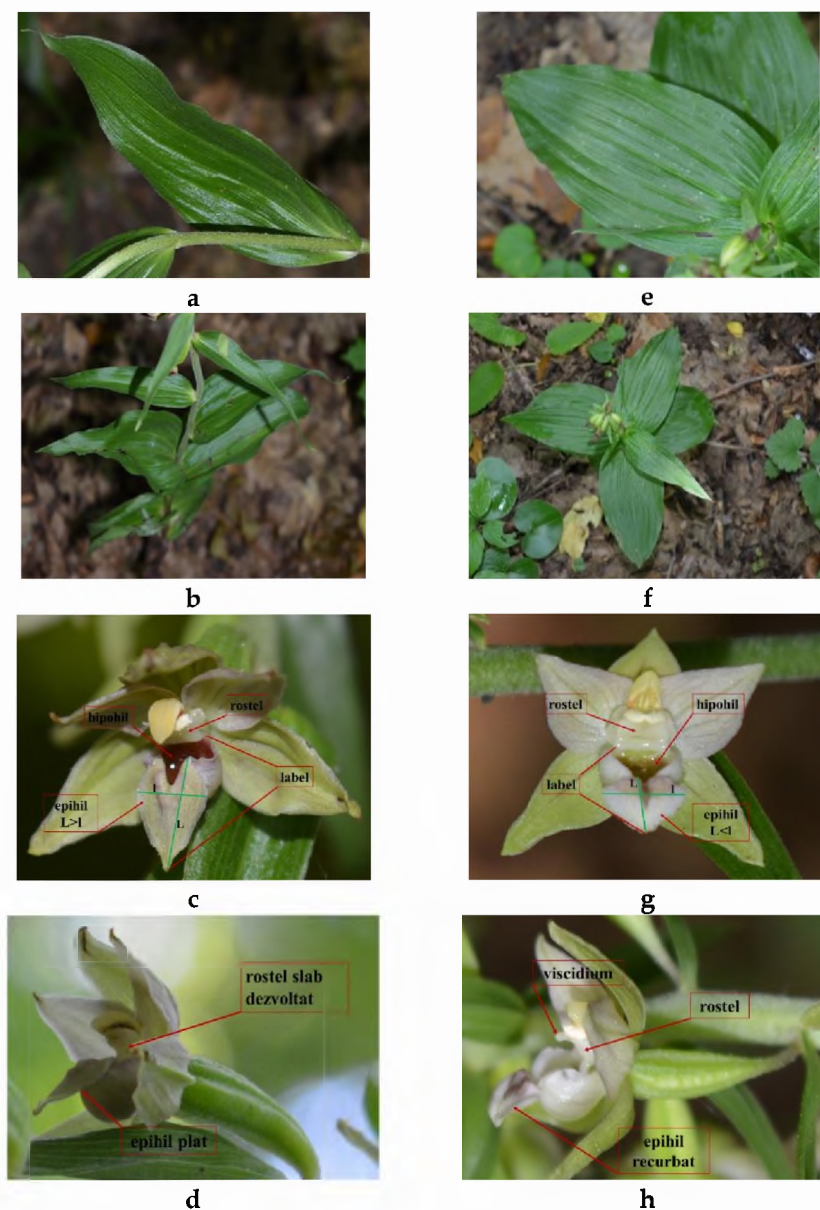 a
e
b
f
hipohil
rostel
label
epihil
L>l
l
L
c
rostel
hipohil
label
L
l
epihil
L<l
g
rostel slab
dezvoltat
epihil plat
d
viscidium
rostel
epihil
recurbat
h